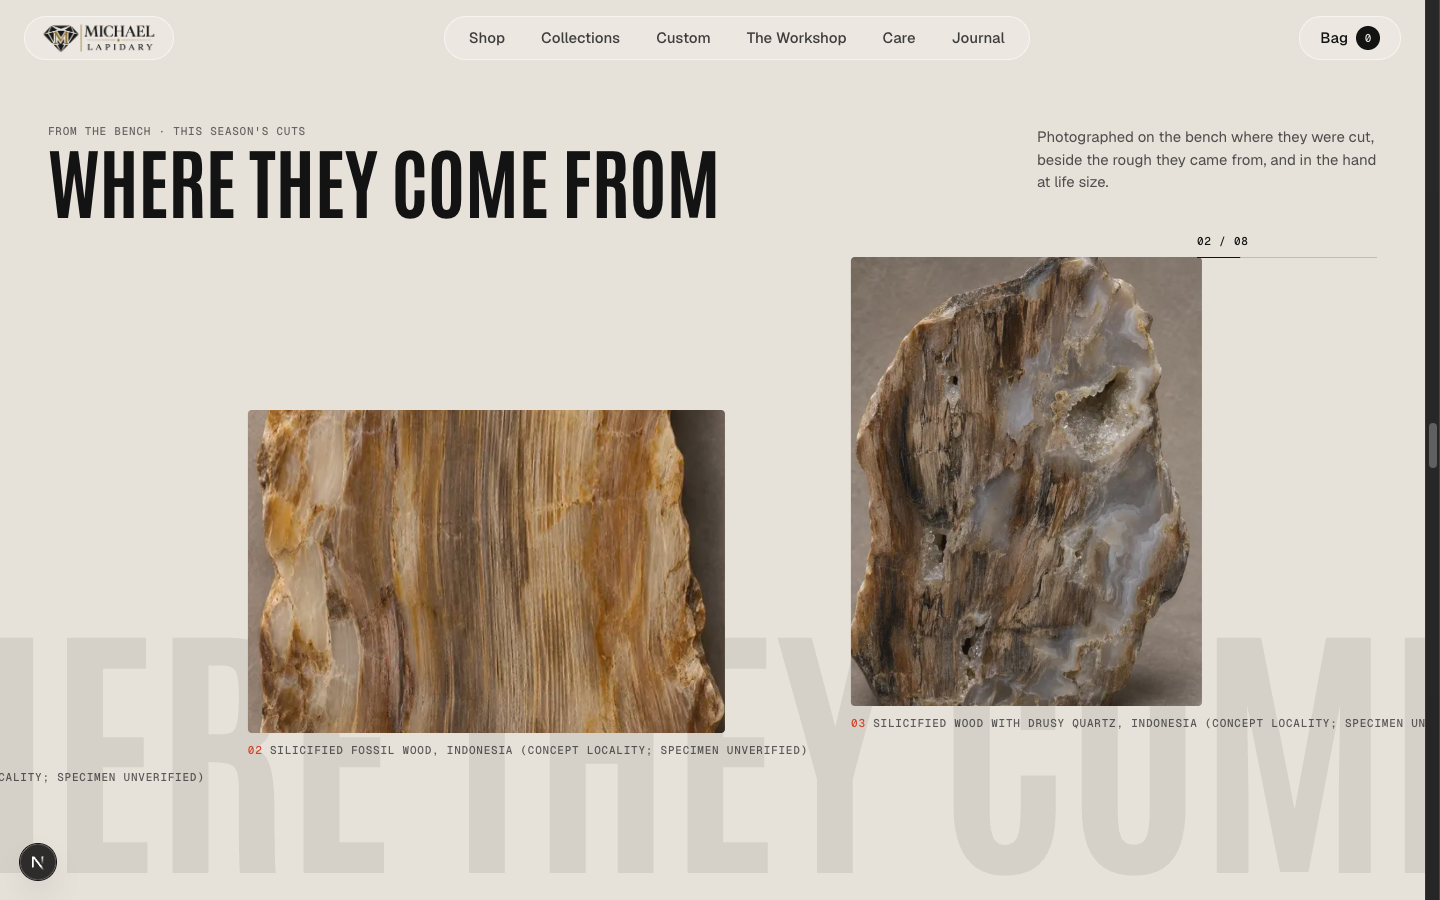 MICHAEL
LAPIDARY
Shop
Collections
Custom
The Workshop
Care
Journal
Bag 0
FROM THE BENCH · THIS SEASON'S CUTS
WHERE THEY COME FROM
Photographed on the bench where they were cut,
beside the rough they came from, and in the hand
at life size.
02 / 08
03 SILICIFIED WOOD WITH DRUSY QUARTZ, INDONESIA (CONCEPT LOCALITY; SPECIMEN UN
02 SILICIFIED FOSSIL WOOD, INDONESIA (CONCEPT LOCALITY; SPECIMEN UNVERIFIED)
CALITY; SPECIMEN UNVERIFIED)
HERE THEY COM
N